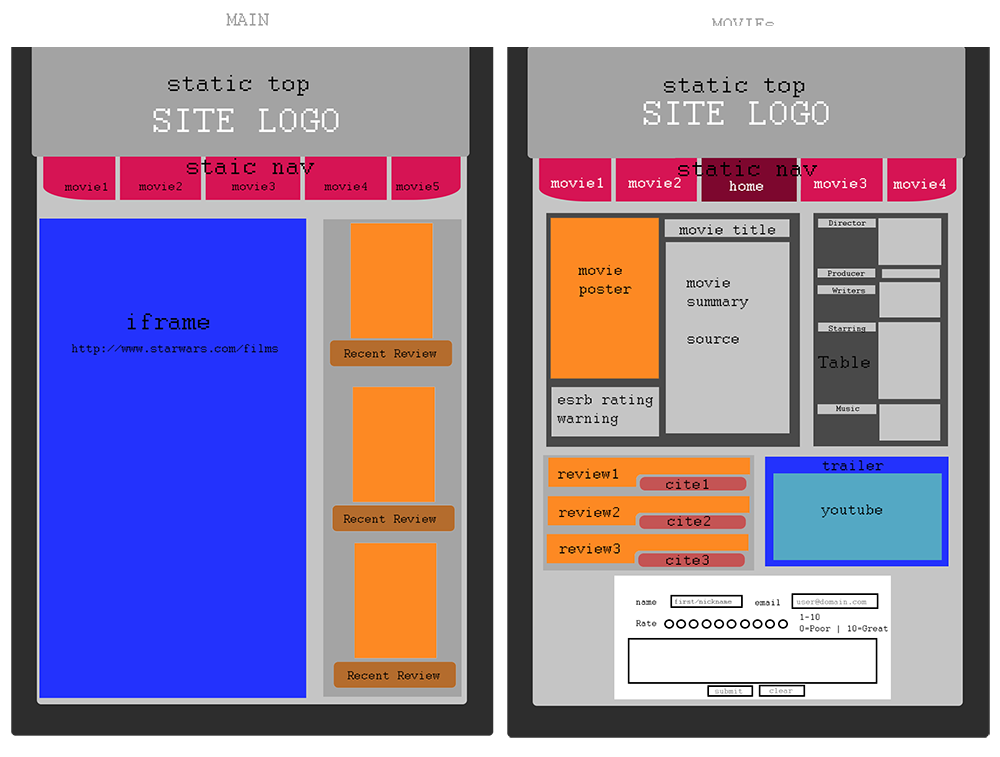 MAIN
MOVIEs
static top
SITE LOGO
staic nav
movie1
movie2
movie3
movie4
movie5
iframe
http://www.starwars.com/films
Recent Review
Recent Review
Recent Review
static top
SITE LOGO
static nav
movie1
movie2
home
movie3
movie4
movie
poster
movie title
movie
summary
source
esrb rating
warning
Director
Producer
Writers
Starring
Table
Music
review1
cite1
review2
cite2
review3
cite3
trailer
youtube
name
first/nickname
email
user@domain.com
Rate
1-10
0=Poor | 10=Great
submit
clear